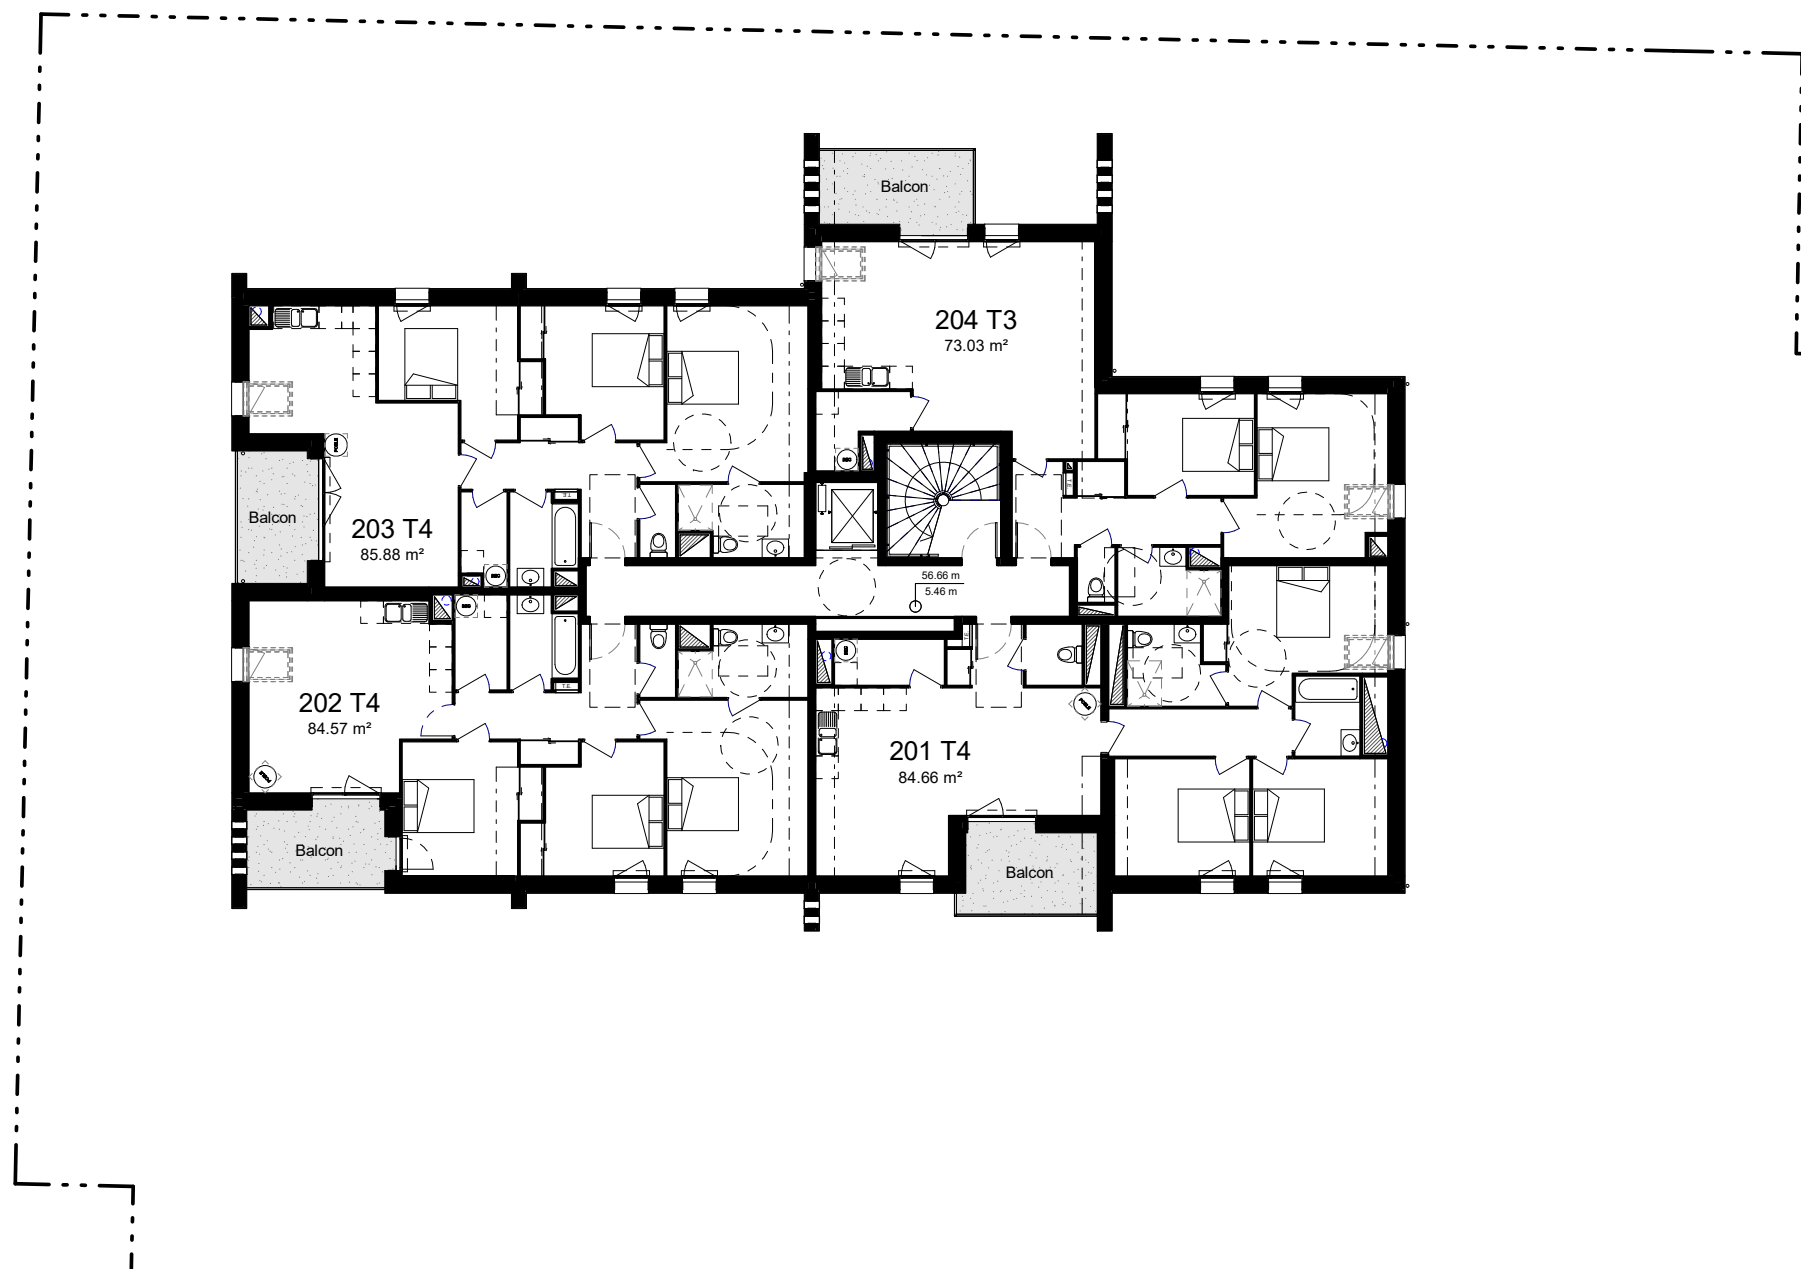 Balcon
204 T3
73.03 m²
203 T4
85.88 m²
Balcon
T.E
T.E
56.66 m
5.46 m
202 T4
84.57 m²
T.E
T.E
201 T4
84.66 m²
Balcon
Balcon